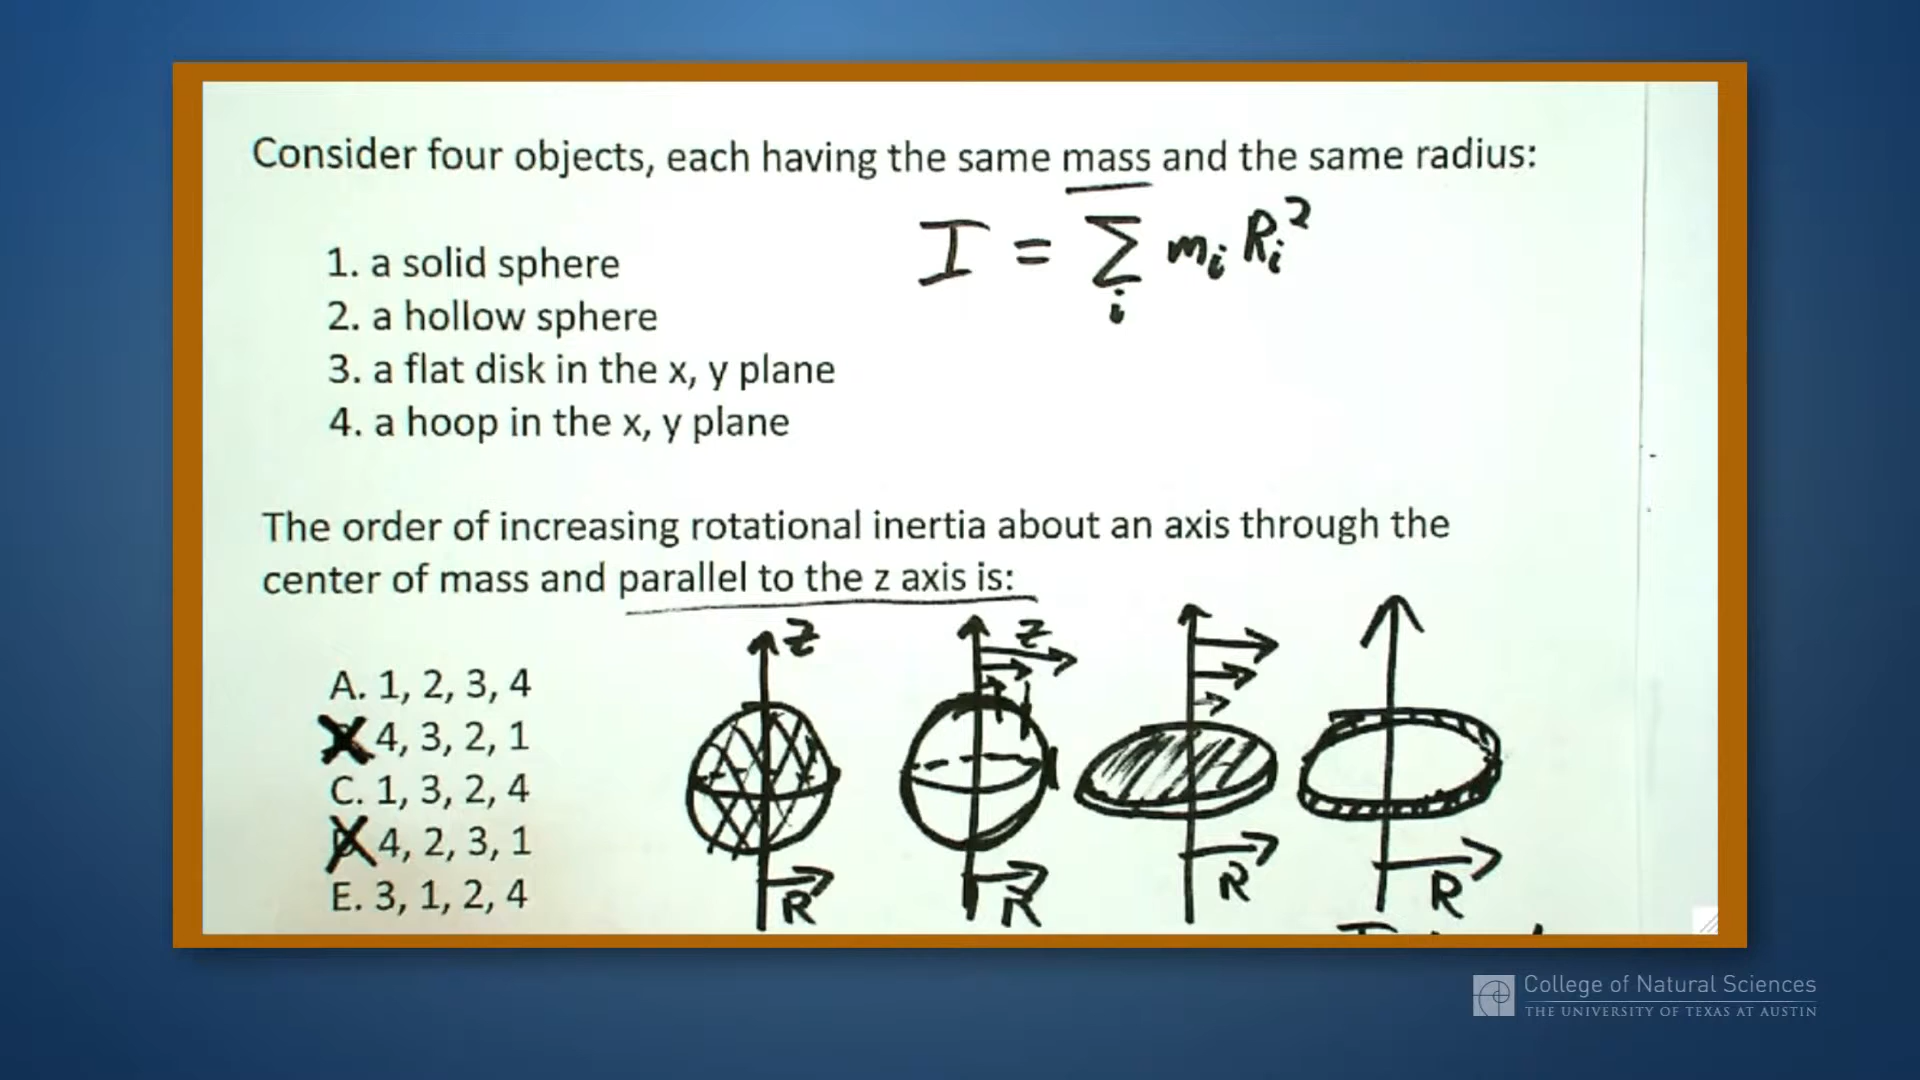 Consider four objects, each having the same mass and the same radius:
I = Σ mᵢ Rᵢ²
i
1. a solid sphere
2. a hollow sphere
3. a flat disk in the x, y plane
4. a hoop in the x, y plane
The order of increasing rotational inertia about an axis through the
center of mass and parallel to the z axis is:
z
z
A. 1, 2, 3, 4
4, 3, 2, 1
C. 1, 3, 2, 4
4, 2, 3, 1
E. 3, 1, 2, 4
R
R
R
R
College of Natural Sciences
THE UNIVERSITY OF TEXAS AT AUSTIN